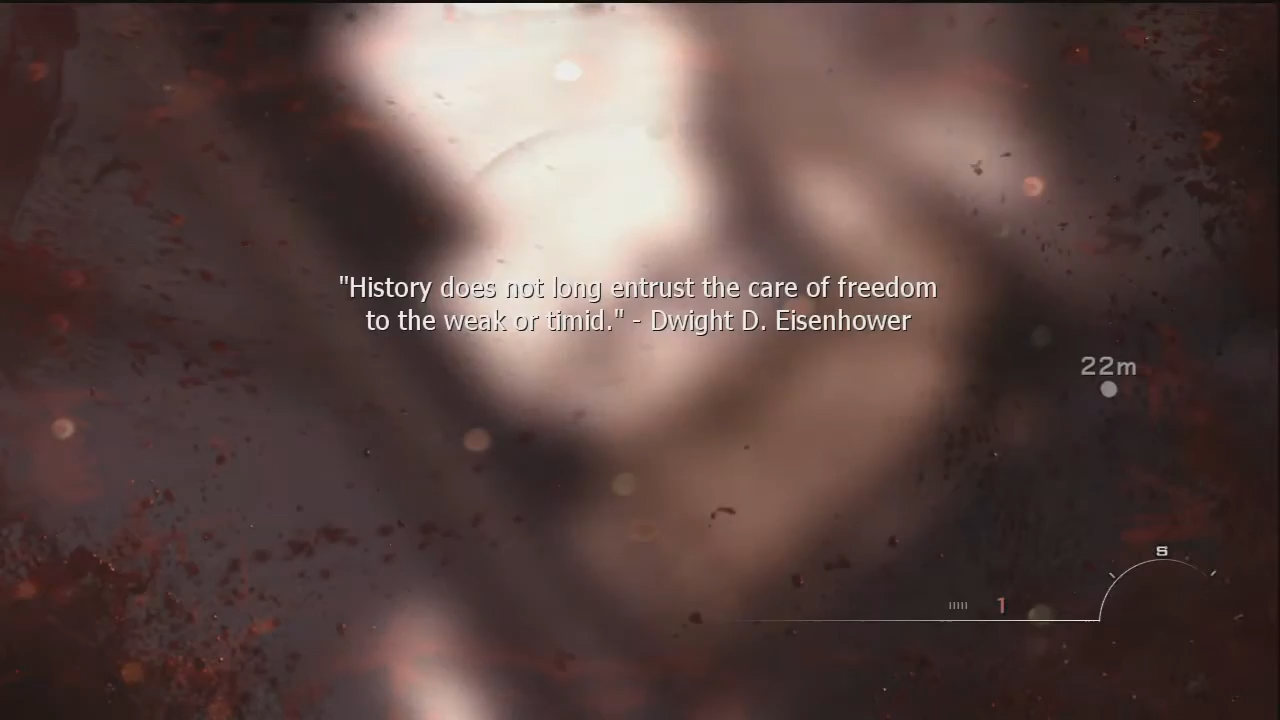 "History does not long entrust the care of freedom
to the weak or timid." - Dwight D. Eisenhower
22m
S
1